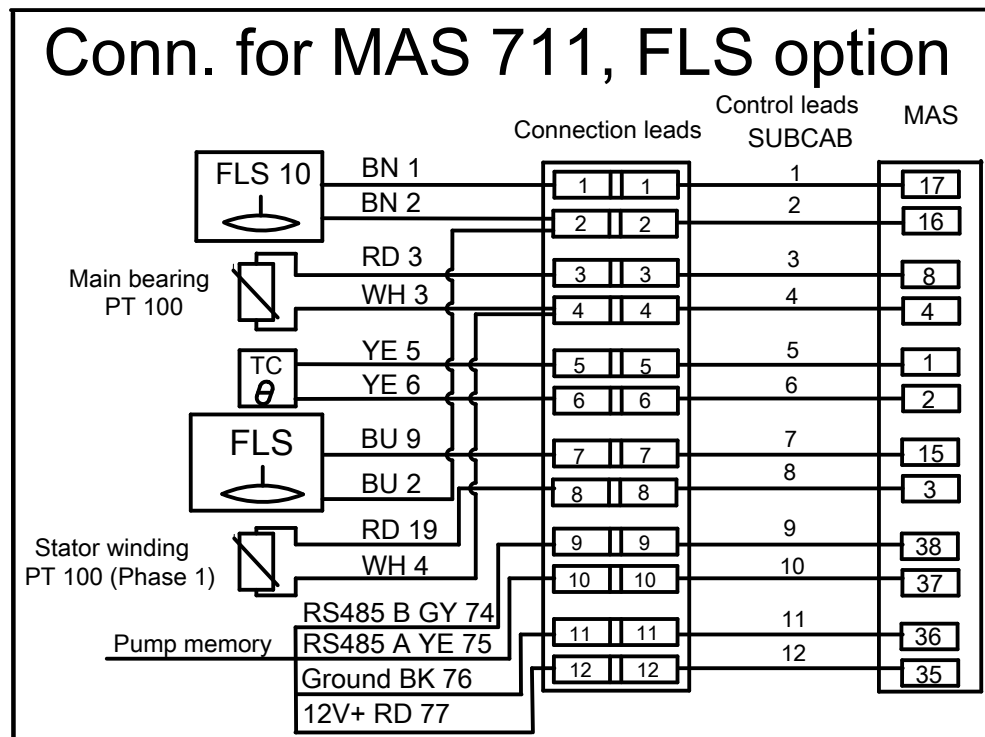 Conn. for MAS 711, FLS option
Connection leads
Control leads
SUBCAB
MAS
FLS 10
BN 1
1 1
1
17
BN 2
2 2
2
16
Main bearing
PT 100
RD 3
3 3
3
8
WH 3
4 4
4
4
TC
θ
YE 5
5 5
5
1
YE 6
6 6
6
2
FLS
BU 9
7 7
7
15
BU 2
8 8
8
3
Stator winding
PT 100 (Phase 1)
RD 19
9 9
9
38
WH 4
10 10
10
37
Pump memory
RS485 B GY 74
RS485 A YE 75
11 11
11
36
Ground BK 76
12 12
12
35
12V+ RD 77